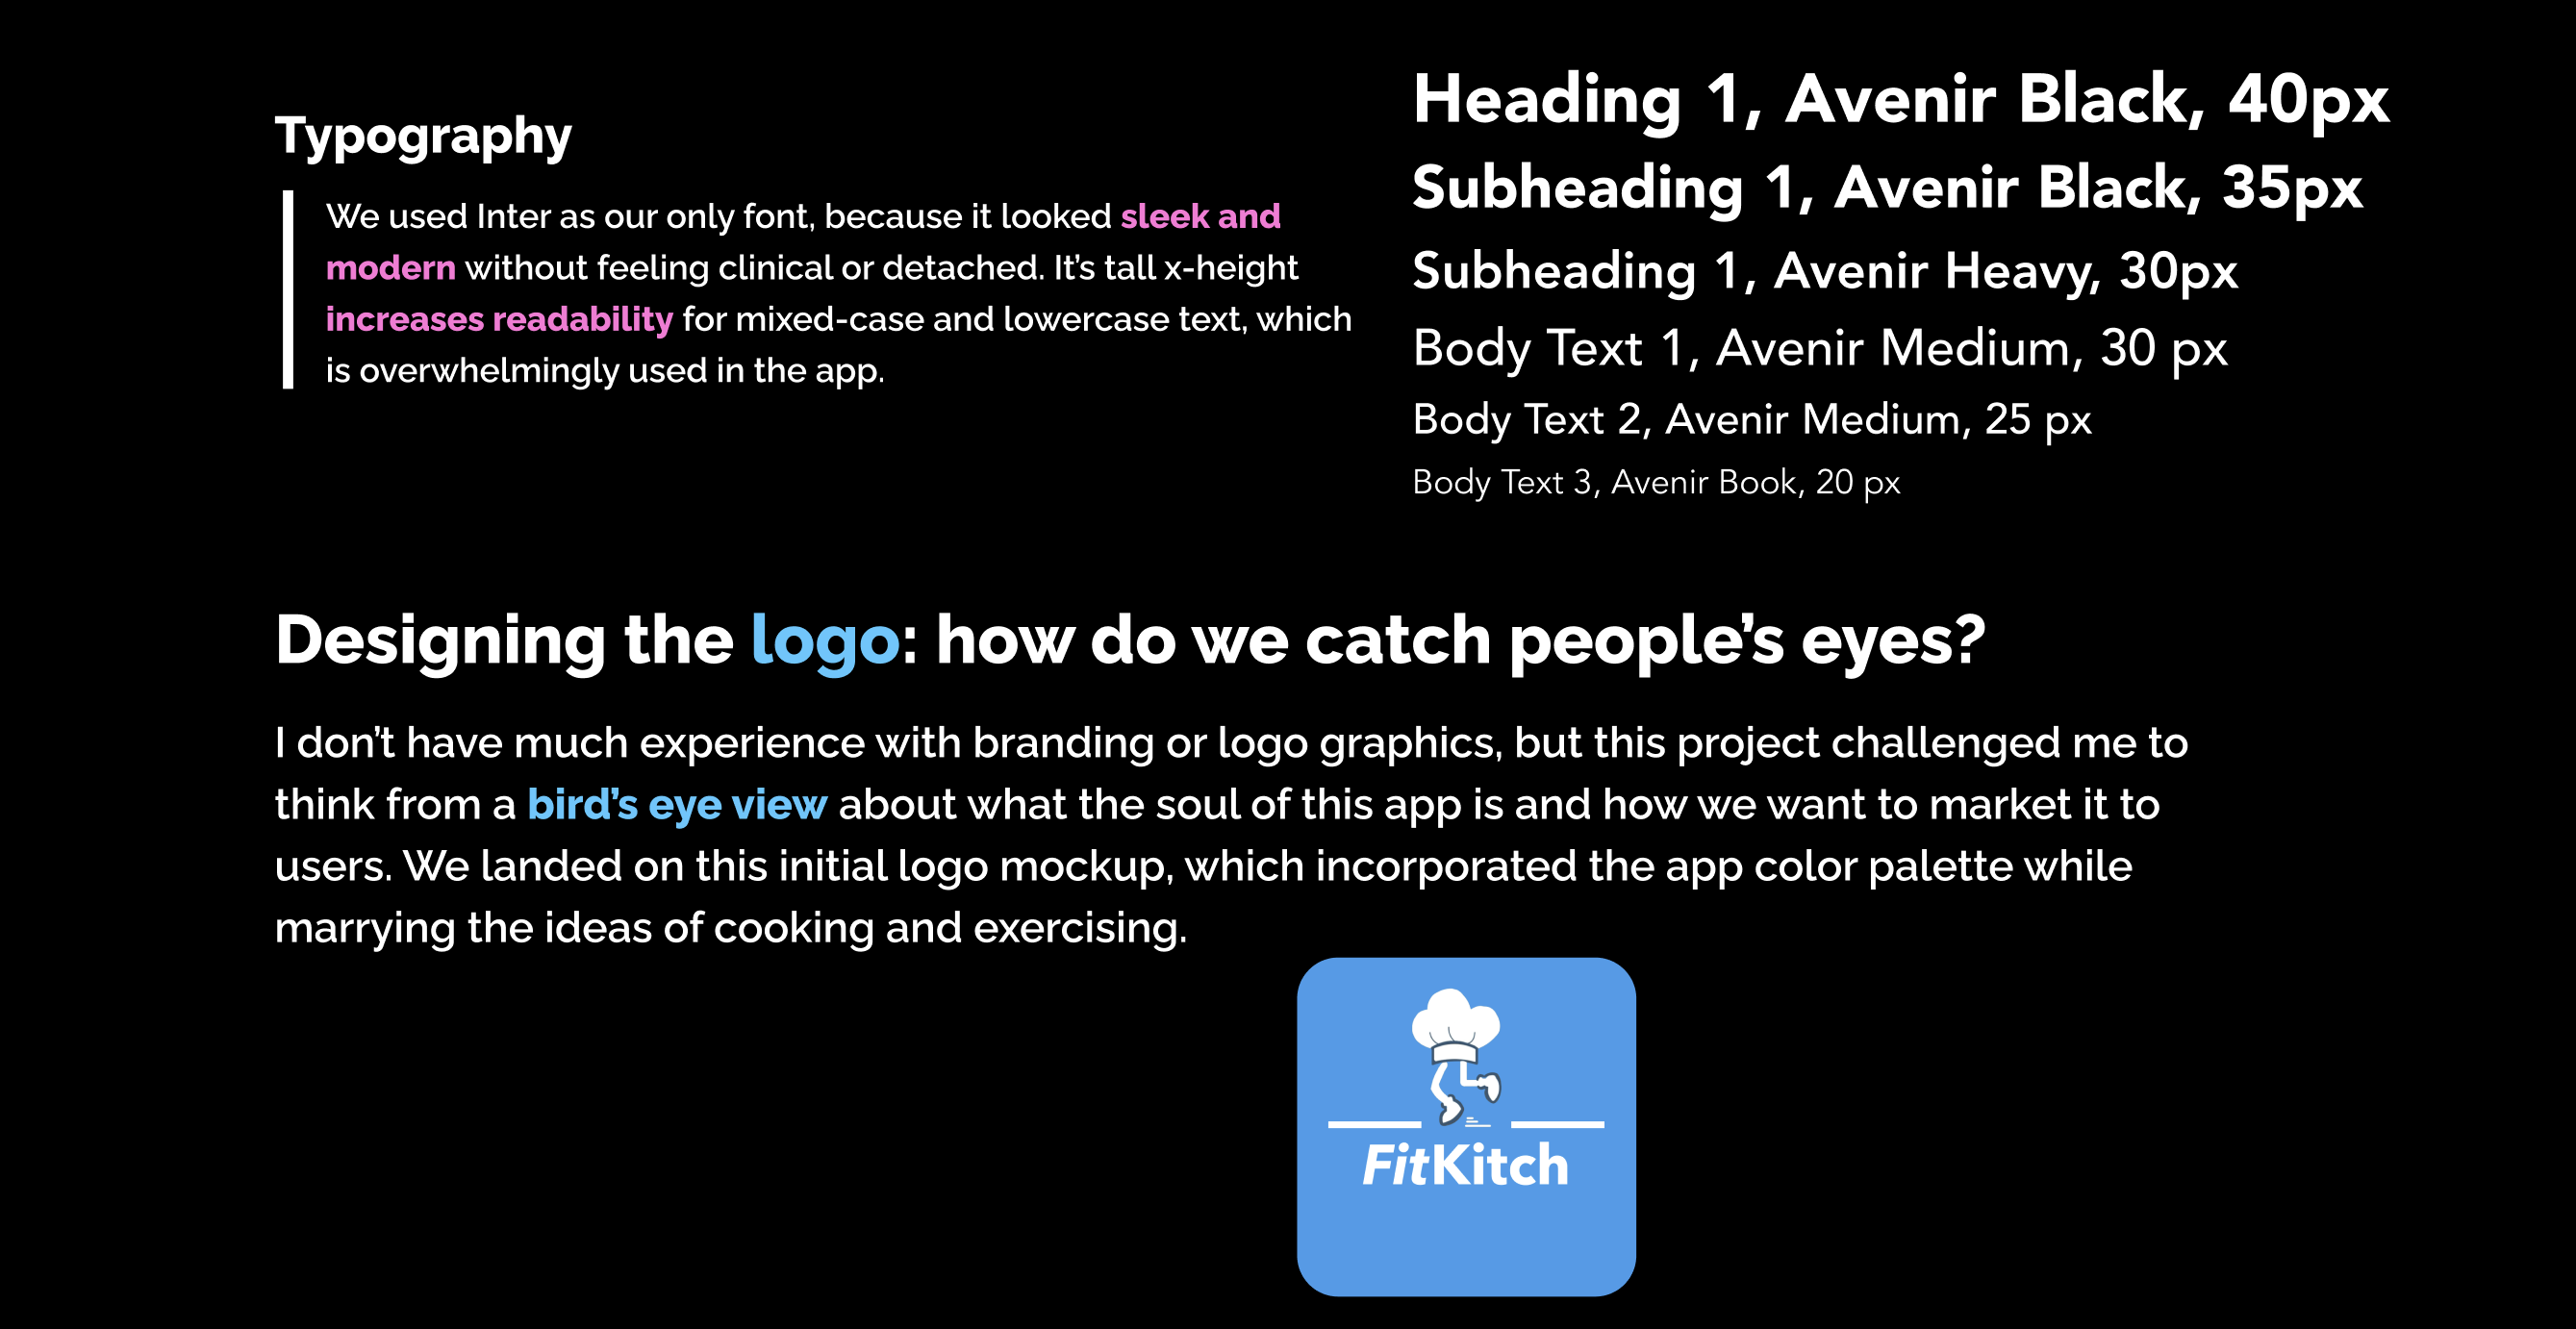 Typography
We used Inter as our only font, because it looked sleek and
modern without feeling clinical or detached. It’s tall x-height
increases readability for mixed-case and lowercase text, which
is overwhelmingly used in the app.
Heading 1, Avenir Black, 40px
Subheading 1, Avenir Black, 35px
Subheading 1, Avenir Heavy, 30px
Body Text 1, Avenir Medium, 30 px
Body Text 2, Avenir Medium, 25 px
Body Text 3, Avenir Book, 20 px
Designing the logo: how do we catch people’s eyes?
I don’t have much experience with branding or logo graphics, but this project challenged me to
think from a bird’s eye view about what the soul of this app is and how we want to market it to
users. We landed on this initial logo mockup, which incorporated the app color palette while
marrying the ideas of cooking and exercising.
FitKitch